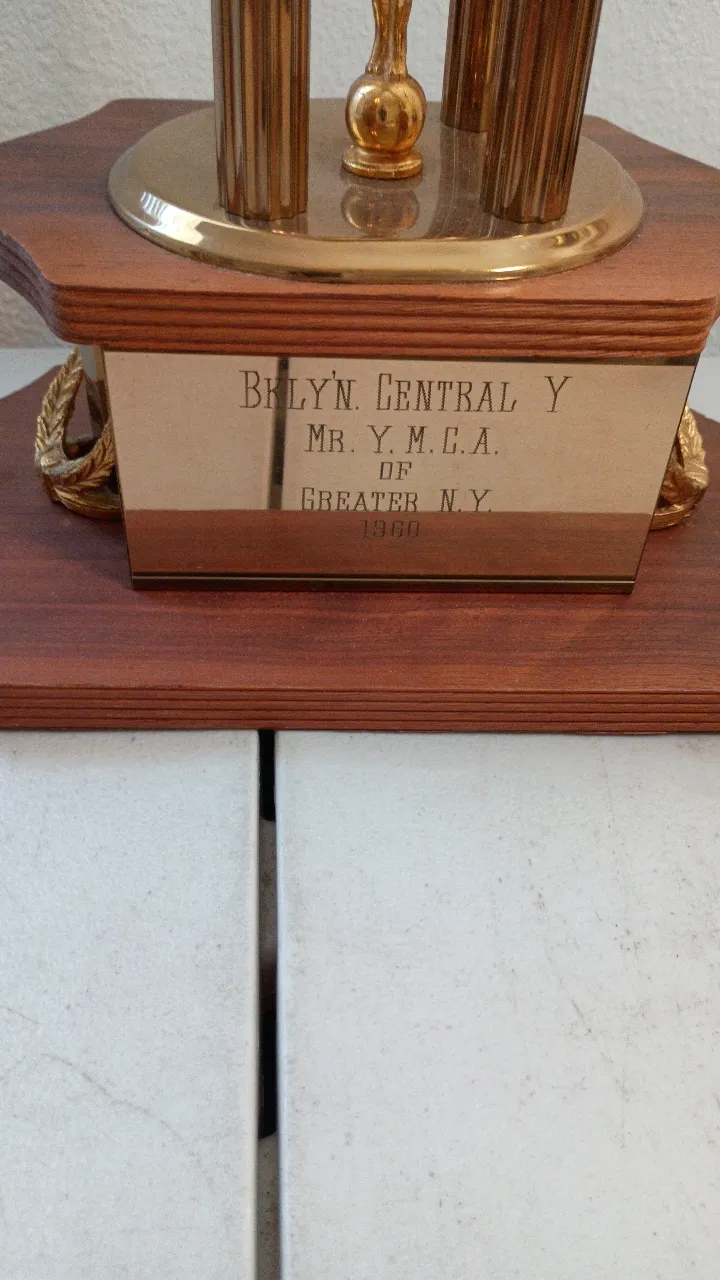 BKLY'N. CENTRAL Y
MR. Y. M. C. A.
OF
GREATER N.Y.
1960